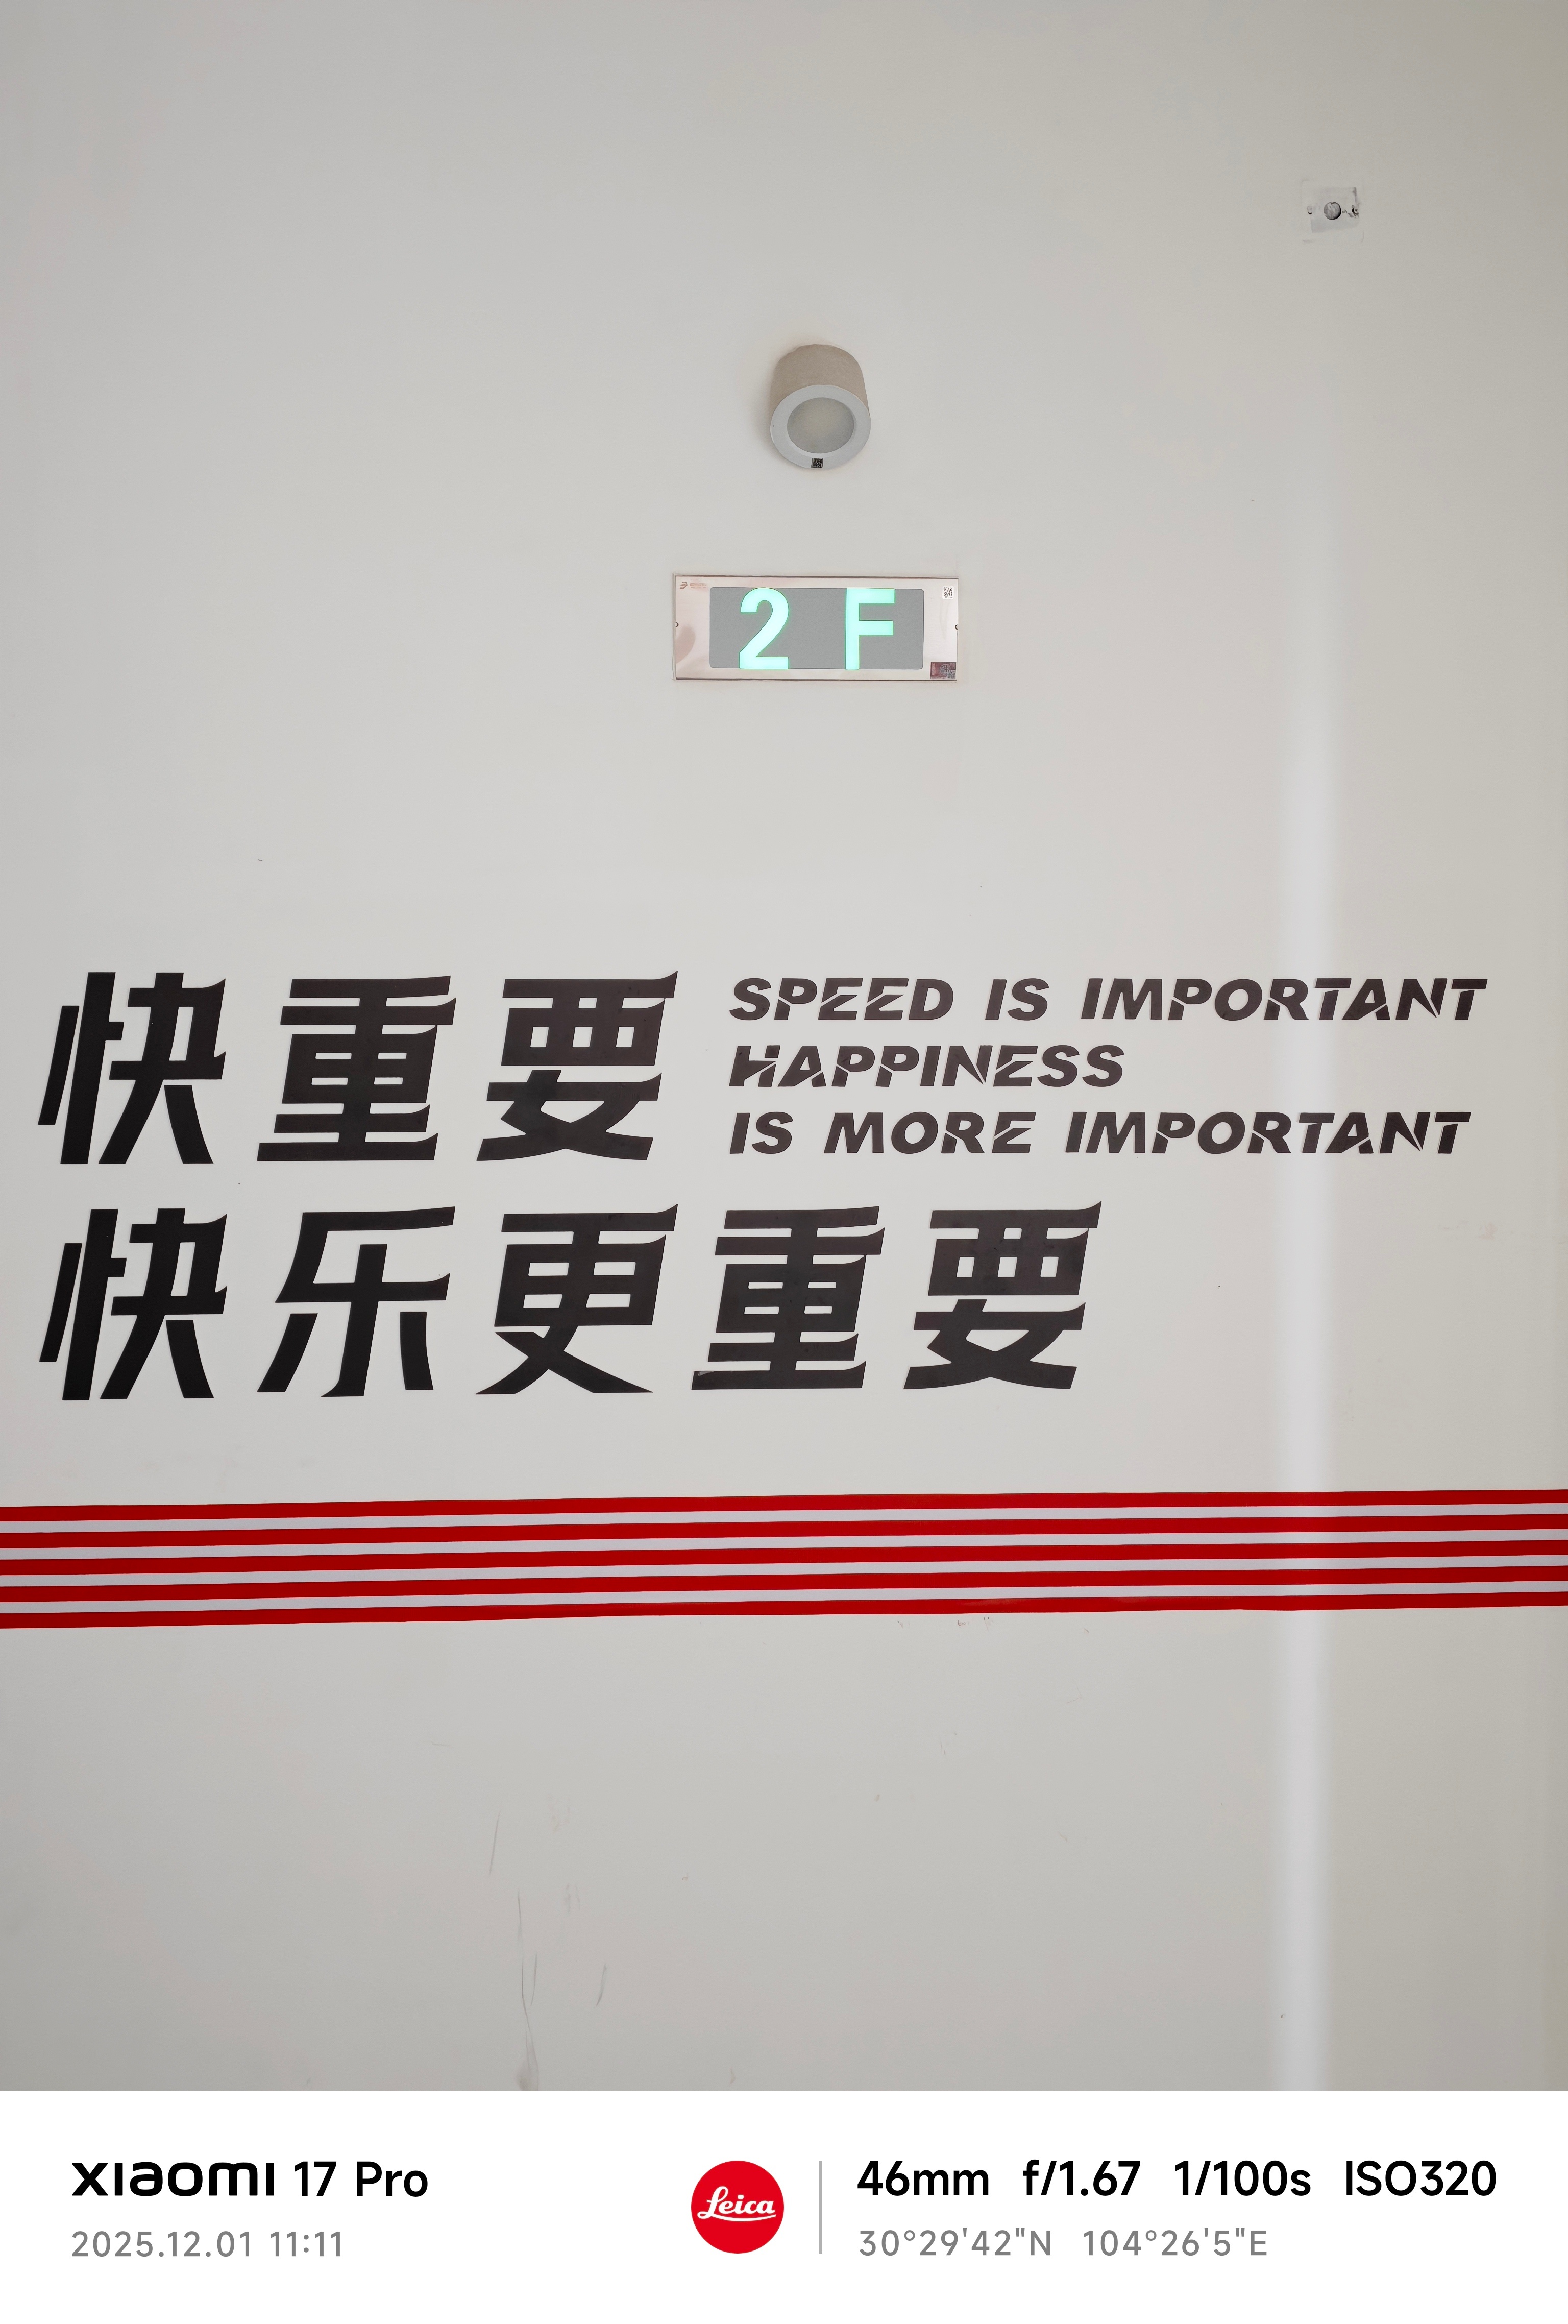 2 F
快重要
SPEED IS IMPORTANT
HAPPINESS
IS MORE IMPORTANT
快乐更重要
xiaomi 17 Pro
2025.12.01 11:11
Leica
46mm f/1.67 1/100s ISO320
30°29'42"N 104°26'5"E